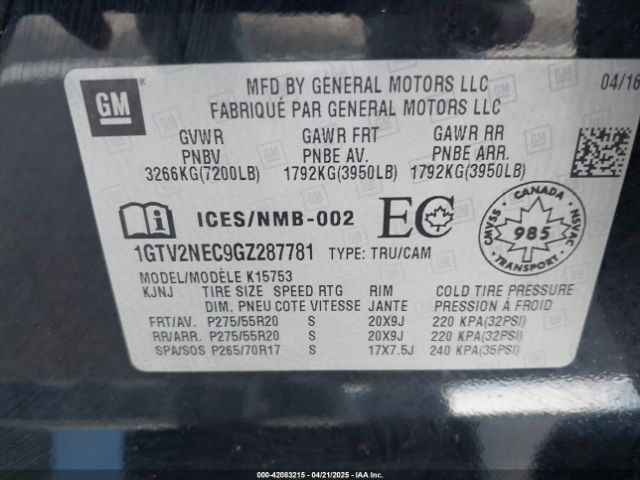 GM
MFD BY GENERAL MOTORS LLC 04/16
FABRIQUÉ PAR GENERAL MOTORS LLC
GVWR GAWR FRT GAWR RR
PNBV PNBE AV. PNBE ARR.
3266KG(7200LB) 1792KG(3950LB) 1792KG(3950LB)
ICES/NMB-002 EC
CANADA
CMVSS 985 NSVAC
TRANSPORT
1GTV2NEC9GZ287781 TYPE: TRU/CAM
MODEL/MODÈLE K15753
KJNJ TIRE SIZE SPEED RTG RIM COLD TIRE PRESSURE
DIM. PNEU COTE VITESSE JANTE PRESSION À FROID
FRT/AV. P275/55R20 S 20X9J 220 KPA(32PSI)
RR/ARR. P275/55R20 S 20X9J 220 KPA(32PSI)
SPA/SOS P265/70R17 S 17X7.5J 240 KPA(35PSI)
000-42083215 - 04/21/2025 - IAA Inc.